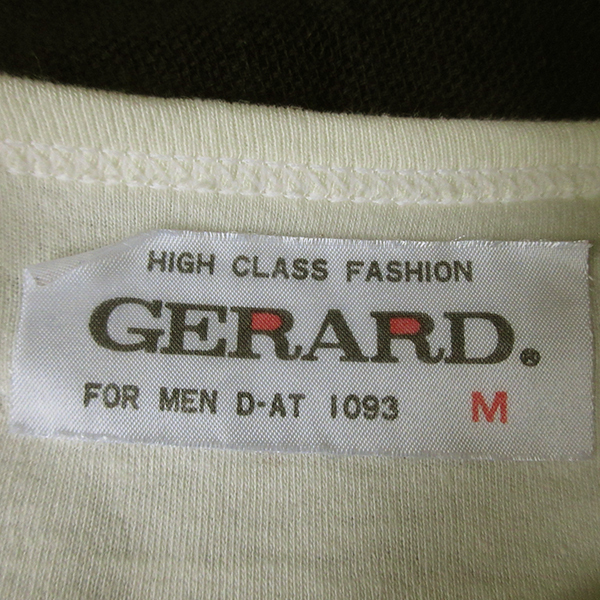 HIGH CLASS FASHION
GERARD.®
FOR MEN D-AT 1093 M